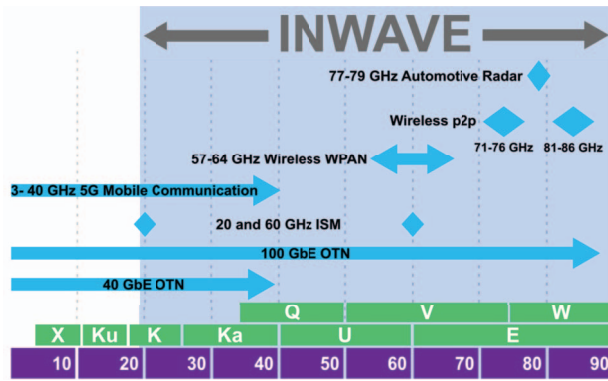 INWAVE
77-79 GHz Automotive Radar
Wireless p2p
71-76 GHz
81-86 GHz
57-64 GHz Wireless WPAN
3- 40 GHz 5G Mobile Communication
20 and 60 GHz ISM
100 GbE OTN
40 GbE OTN
Q V W
X Ku K Ka U E
10 20 30 40 50 60 70 80 90